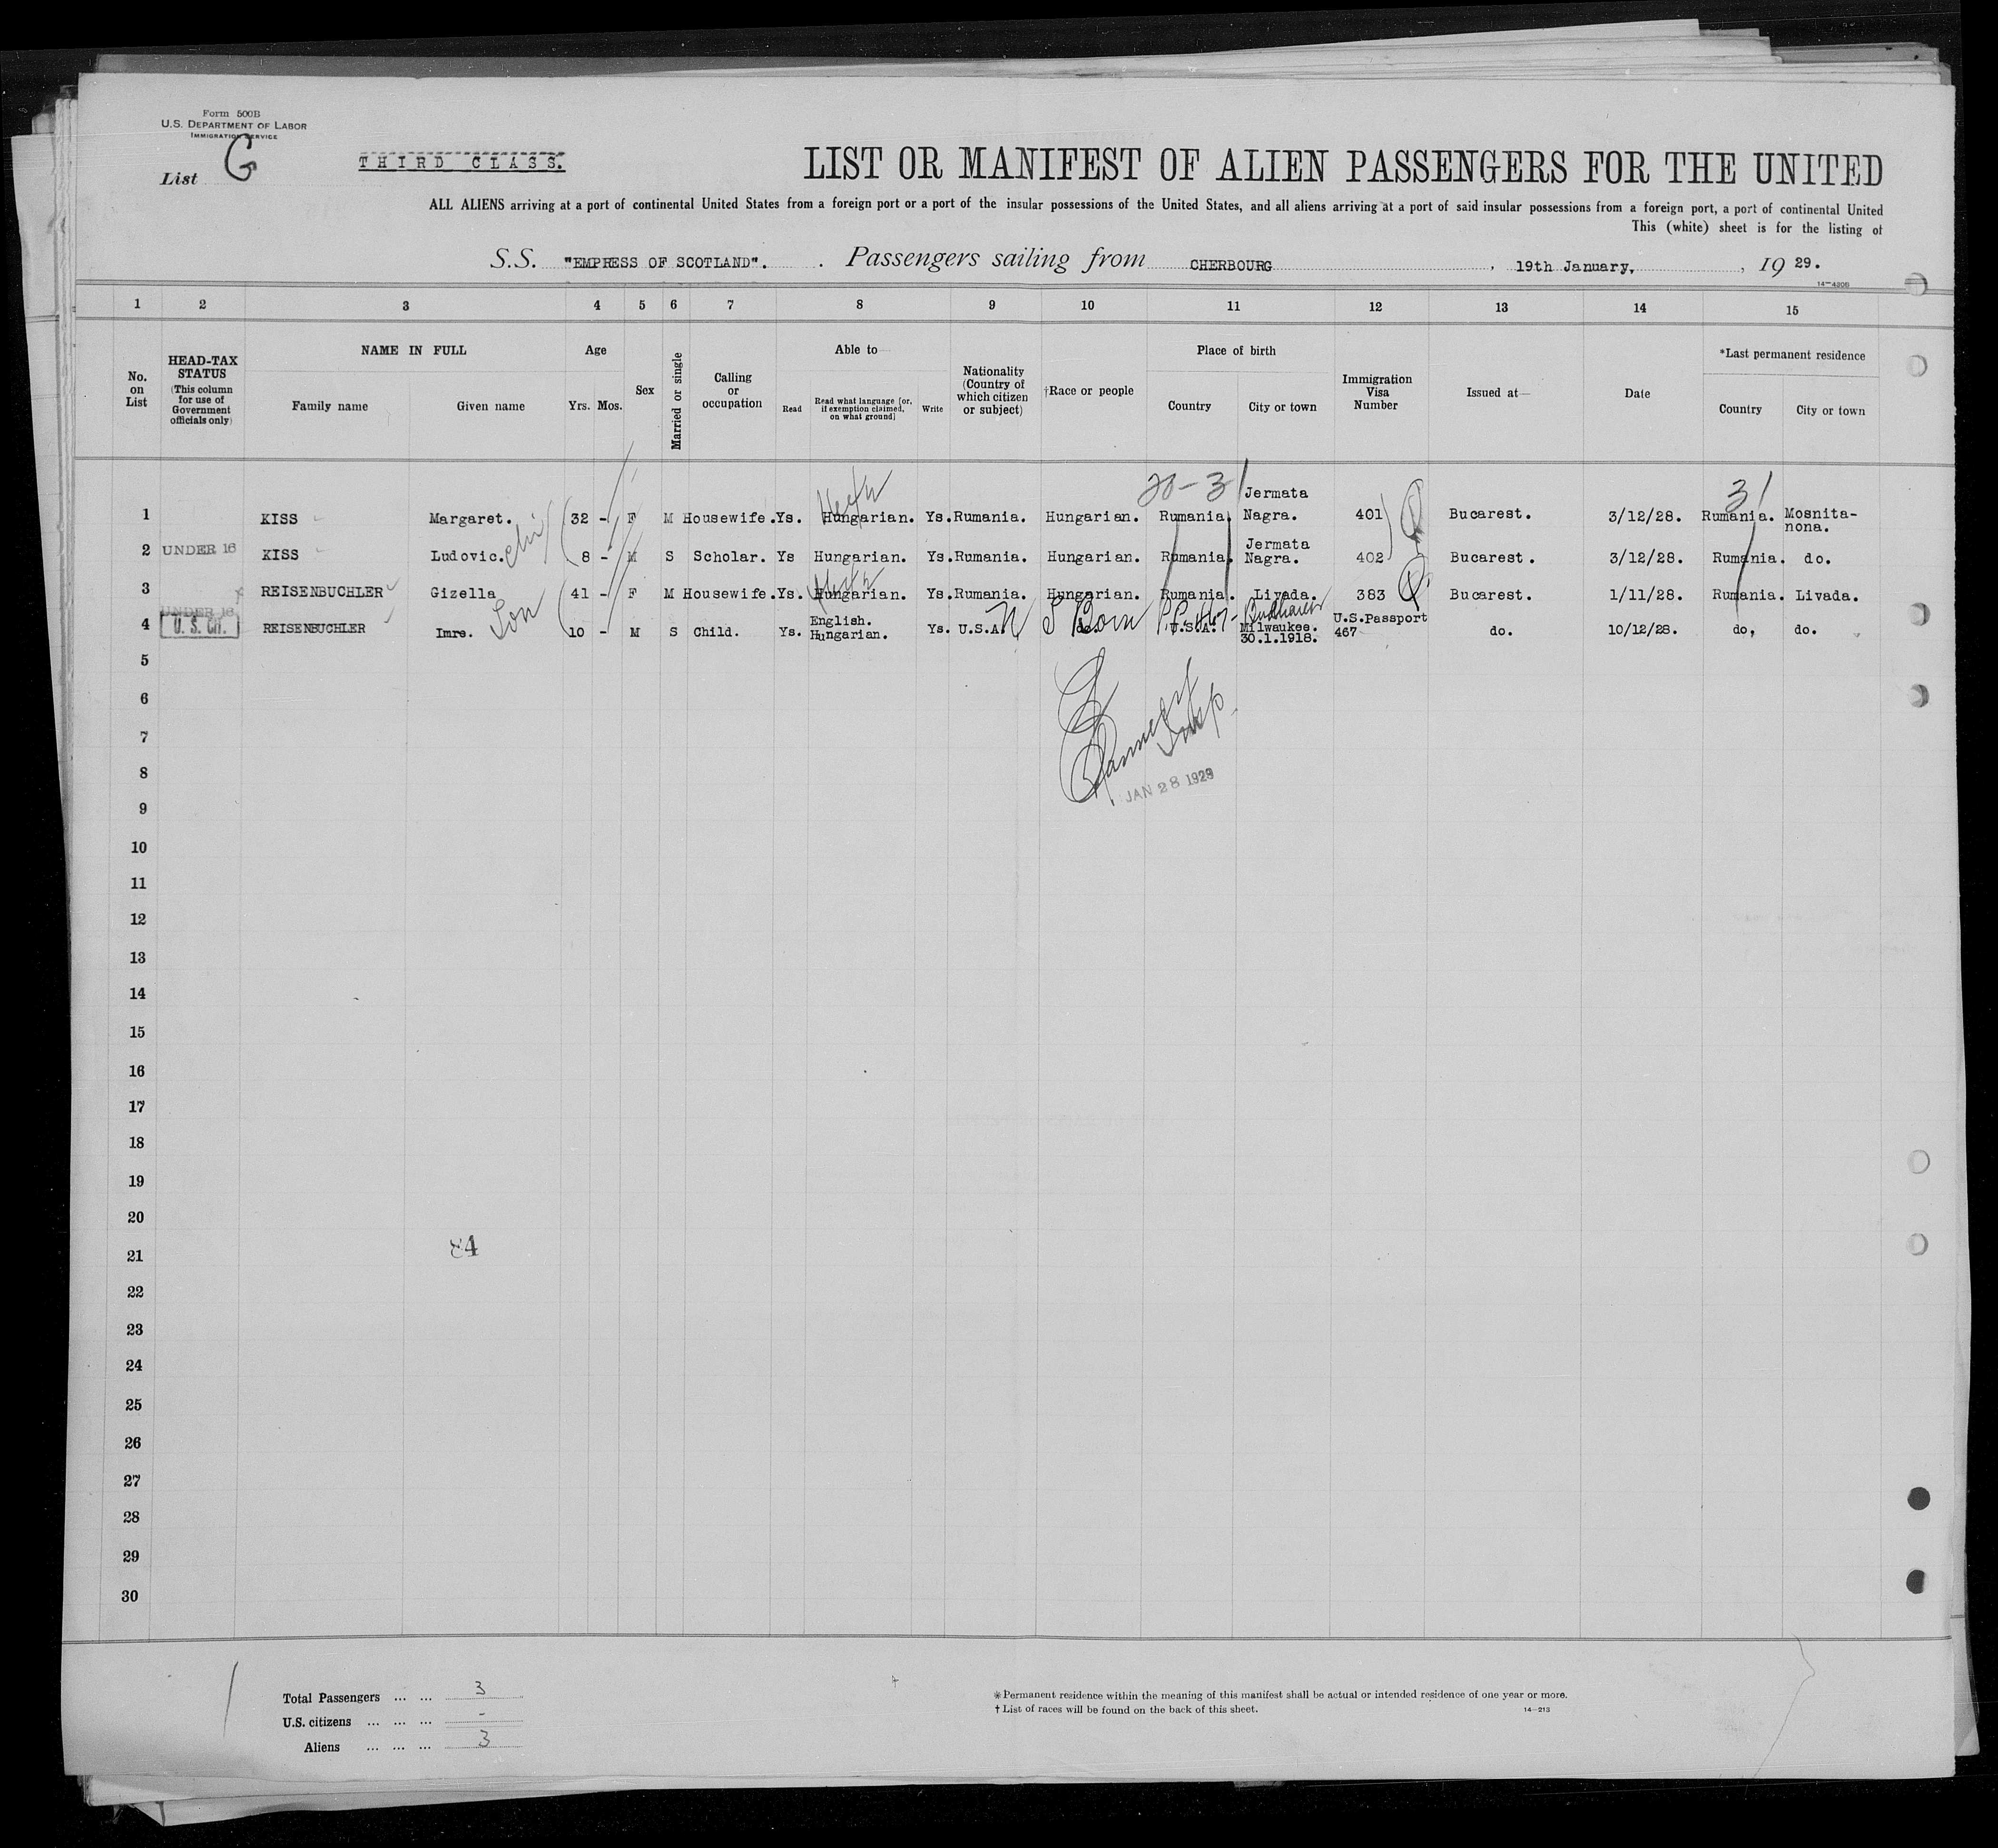 Form 500B
U.S. DEPARTMENT OF LABOR
IMMIGRATION SERVICE
List G
THIRD CLASS.
LIST OR MANIFEST OF ALIEN PASSENGERS FOR THE UNITED
ALL ALIENS arriving at a port of continental United States from a foreign port or a port of the insular possessions of the United States, and all aliens arriving at a port of said insular possessions from a foreign port, a port of continental United
This (white) sheet is for the listing of
S.S. "EMPRESS OF SCOTLAND". . Passengers sailing from CHERBOURG , 19th January, , 19 29.
14—4206
1 2 3 4 5 6 7 8 9 10 11 12 13 14 15
No. on List
HEAD-TAX STATUS (This column for use of Government officials only)
NAME IN FULL
Family name Given name
Age
Yrs. Mos.
Sex
Married or single
Calling or occupation
Able to
Read Read what language [or, if exemption claimed, on what ground] Write
Nationality (Country of which citizen or subject)
†Race or people
Place of birth
Country City or town
Immigration Visa Number
Issued at—
Date
*Last permanent residence
Country City or town
31
1 KISS Margaret. 32 - F M Housewife. Ys. Hungarian. Ys. Rumania. Hungarian. Rumania. Jermata Nagra. 401 Bucarest. 3/12/28. Rumania. Mosnita-nona.
2 UNDER 16 KISS Ludovic. 8 - M S Scholar. Ys Hungarian. Ys. Rumania. Hungarian. Rumania. Jermata Nagra. 402 Bucarest. 3/12/28. Rumania. do.
3 REISENBUCHLER Gizella 41 - F M Housewife. Ys. Hungarian. Ys. Rumania. Hungarian. Rumania. Livada. 383 Bucarest. 1/11/28. Rumania. Livada.
4 UNDER 16 U.S. Cn. REISENBUCHLER Imre. Son 10 - M S Child. Ys. English. Hungarian. Ys. U.S.A. do. U.S.A. Milwaukee. 30.1.1918. U.S.Passport 467 do. 10/12/28. do, do.
U S Born
5
6
7
Insp.
8
JAN 28 1929
9
10
11
12
13
14
15
16
17
18
19
20
21
84
22
23
24
25
26
27
28
29
30
Total Passengers ... ... 3
U.S. citizens ... ... ... -
Aliens ... ... ... 3
* Permanent residence within the meaning of this manifest shall be actual or intended residence of one year or more.
† List of races will be found on the back of this sheet.
14—213